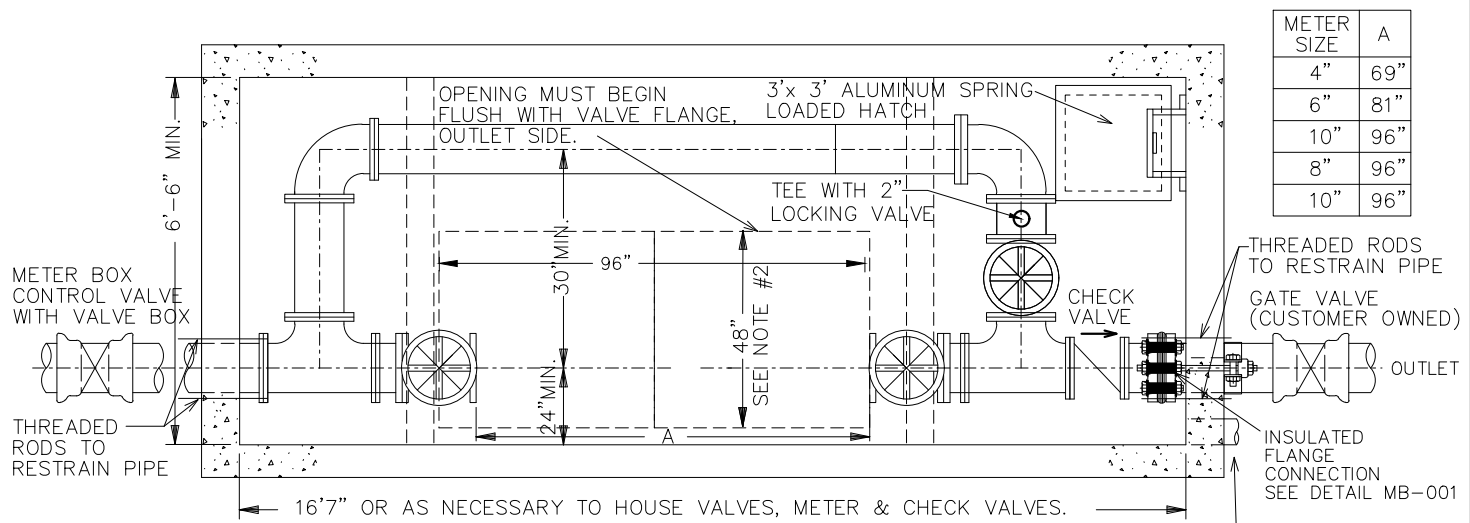 METER SIZE A
4" 69"
6" 81"
10" 96"
8" 96"
10" 96"
OPENING MUST BEGIN
FLUSH WITH VALVE FLANGE,
OUTLET SIDE.
3'x 3' ALUMINUM SPRING
LOADED HATCH
6'-6" MIN.
TEE WITH 2"
LOCKING VALVE
THREADED RODS
TO RESTRAIN PIPE
METER BOX
CONTROL VALVE
WITH VALVE BOX
96"
30"MIN.
48"
SEE NOTE #2
CHECK
VALVE
GATE VALVE
(CUSTOMER OWNED)
OUTLET
24"MIN.
A
THREADED
RODS TO
RESTRAIN PIPE
INSULATED
FLANGE
CONNECTION
SEE DETAIL MB-001
16'7" OR AS NECESSARY TO HOUSE VALVES, METER & CHECK VALVES.